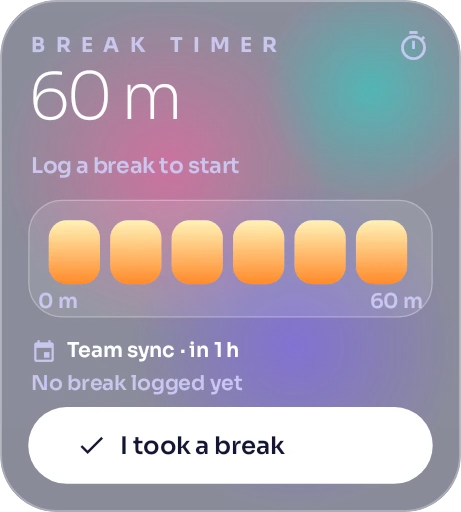 BREAK TIMER
60 m
Log a break to start
0 m 60 m
Team sync · in 1 h
No break logged yet
I took a break